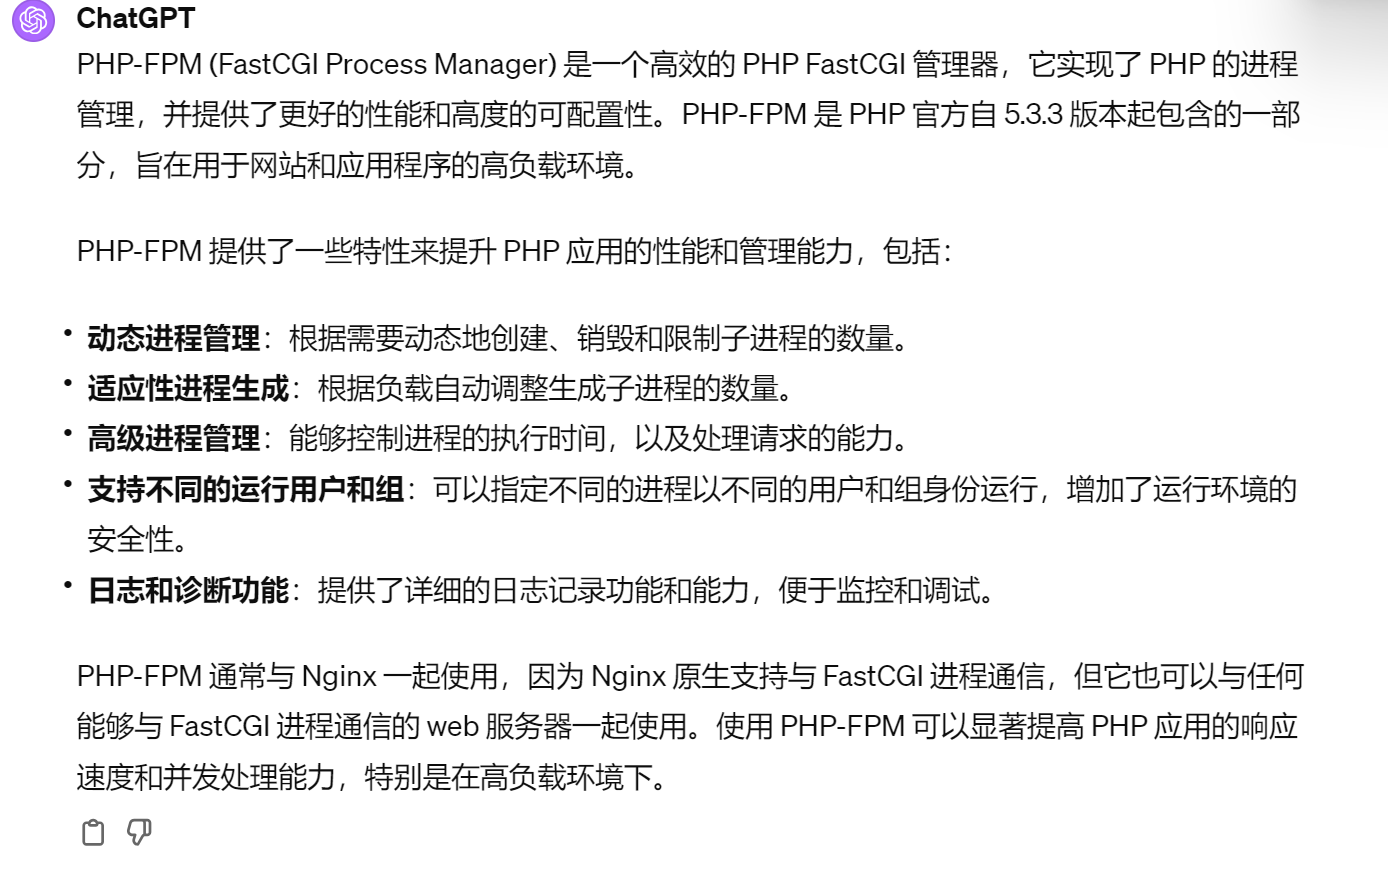 ChatGPT
PHP-FPM (FastCGI Process Manager) 是一个高效的 PHP FastCGI 管理器，它实现了 PHP 的进程
管理，并提供了更好的性能和高度的可配置性。PHP-FPM 是 PHP 官方自 5.3.3 版本起包含的一部
分，旨在用于网站和应用程序的高负载环境。
PHP-FPM 提供了一些特性来提升 PHP 应用的性能和管理能力，包括：
• 动态进程管理：根据需要动态地创建、销毁和限制子进程的数量。
• 适应性进程生成：根据负载自动调整生成子进程的数量。
• 高级进程管理：能够控制进程的执行时间，以及处理请求的能力。
• 支持不同的运行用户和组：可以指定不同的进程以不同的用户和组身份运行，增加了运行环境的
安全性。
• 日志和诊断功能：提供了详细的日志记录功能和能力，便于监控和调试。
PHP-FPM 通常与 Nginx 一起使用，因为 Nginx 原生支持与 FastCGI 进程通信，但它也可以与任何
能够与 FastCGI 进程通信的 web 服务器一起使用。使用 PHP-FPM 可以显著提高 PHP 应用的响应
速度和并发处理能力，特别是在高负载环境下。